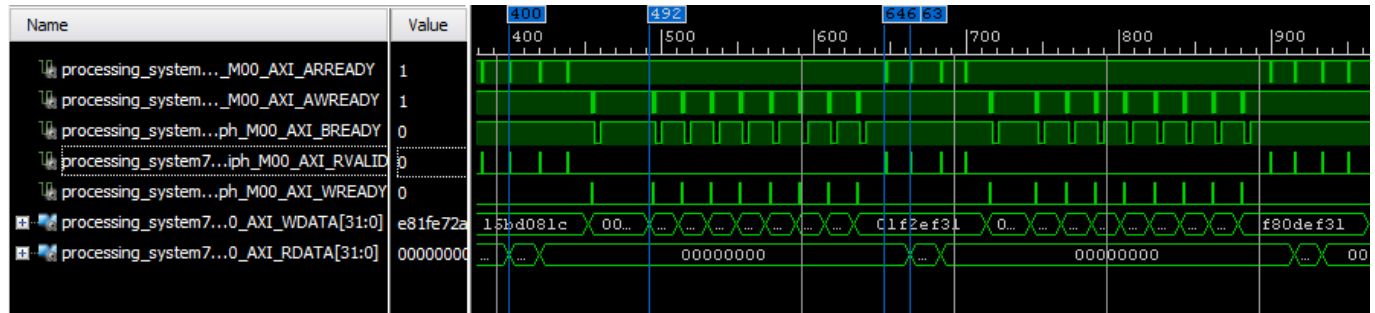 Name Value 400 492 646 63
400 500 600 700 800 900
processing_system..._M00_AXI_ARREADY 1
processing_system..._M00_AXI_AWREADY 1
processing_system...ph_M00_AXI_BREADY 0
processing_system7...iph_M00_AXI_RVALID 0
processing_system...ph_M00_AXI_WREADY 0
processing_system7...0_AXI_WDATA[31:0] e81fe72a 15bd081c 00... ... ... ... ... ... ... 01f2ef31 0... ... ... ... ... ... ... f80def31
processing_system7...0_AXI_RDATA[31:0] 00000000 ... ... 00000000 ... 00000000 ... 00